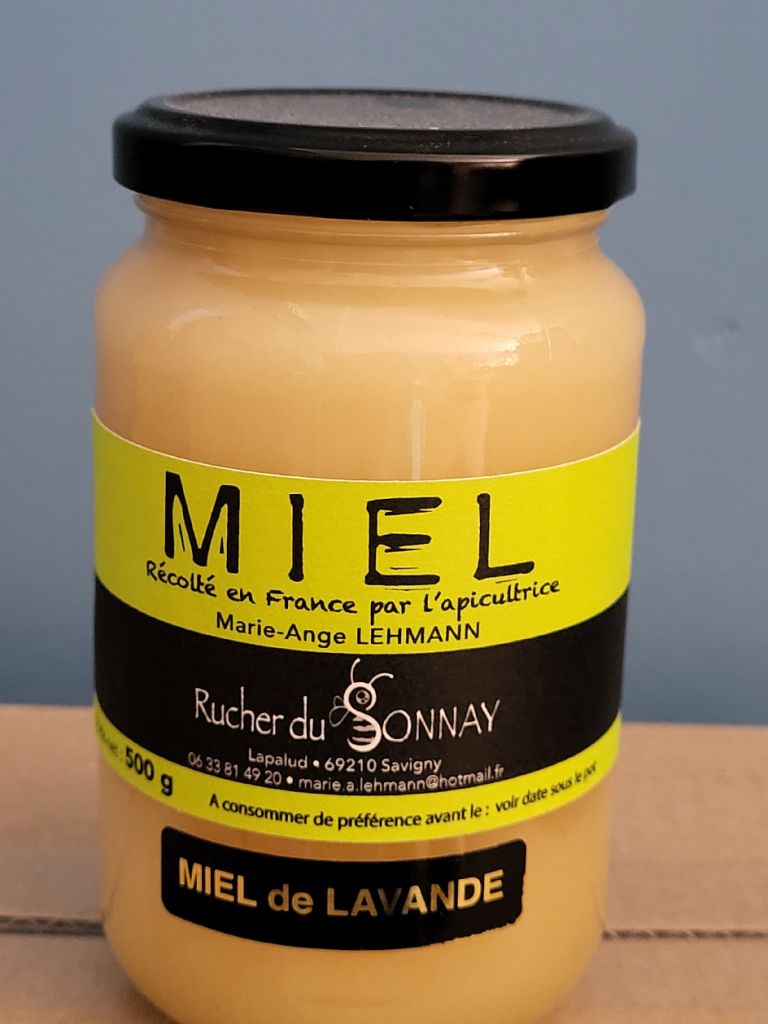 MIEL
Récolté en France par l'apicultrice
Marie-Ange LEHMANN
Rucher du SONNAY
Lapalud • 69210 Savigny
06 33 81 49 20 • marie.a.lehmann@hotmail.fr
500 g
A consommer de préférence avant le : voir date sous le pot
MIEL de LAVANDE